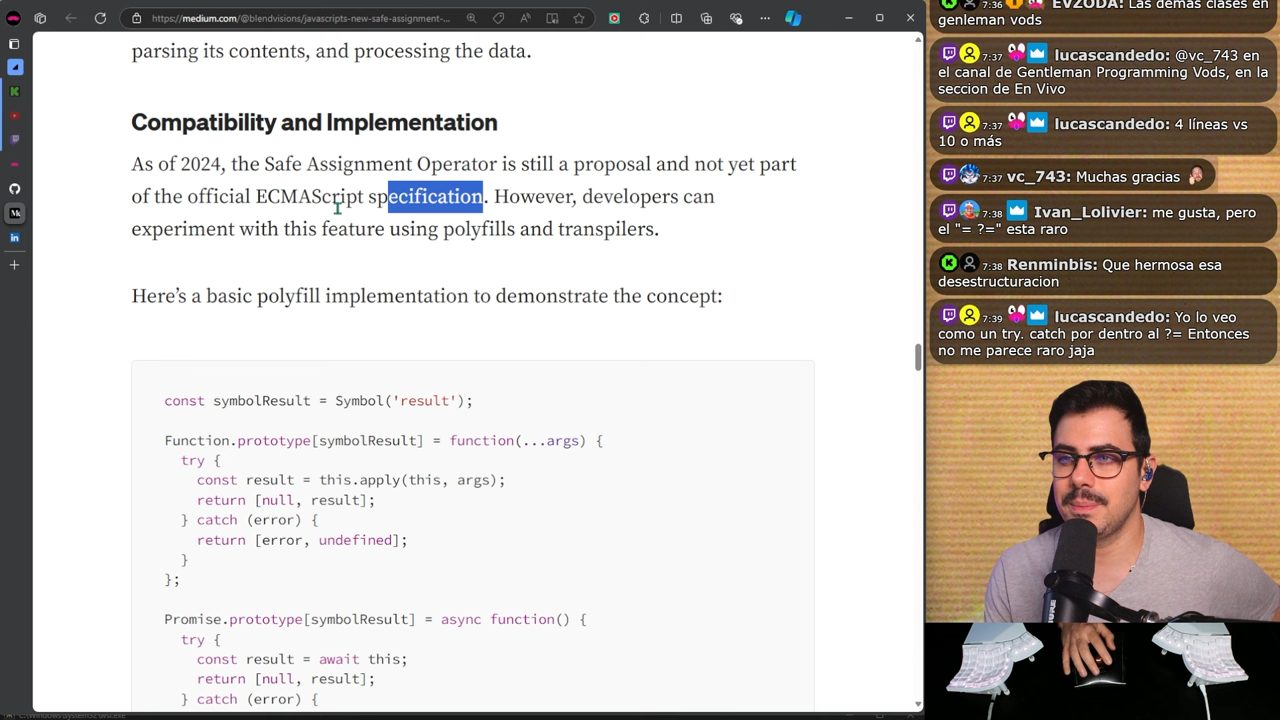 https://medium.com/@blendvisions/javascripts-new-safe-assignment-...
parsing its contents, and processing the data.
Compatibility and Implementation
As of 2024, the Safe Assignment Operator is still a proposal and not yet part
of the official ECMAScript specification. However, developers can
experiment with this feature using polyfills and transpilers.
Here’s a basic polyfill implementation to demonstrate the concept:
const symbolResult = Symbol('result');
Function.prototype[symbolResult] = function(...args) {
try {
const result = this.apply(this, args);
return [null, result];
} catch (error) {
return [error, undefined];
}
};
Promise.prototype[symbolResult] = async function() {
try {
const result = await this;
return [null, result];
} catch (error) {
7:36 EVZODA: Las demás clases en
genleman vods
7:37 lucascandedo: @vc_743 en
el canal de Gentleman Programming Vods, en la
seccion de En Vivo
7:37 lucascandedo: 4 líneas vs
10 o más
7:37 vc_743: Muchas gracias
7:38 Ivan_Lolivier: me gusta, pero
el "= ?=" esta raro
7:38 Renminbis: Que hermosa esa
desestructuracion
7:39 lucascandedo: Yo lo veo
como un try. catch por dentro al ?= Entonces
no me parece raro jaja